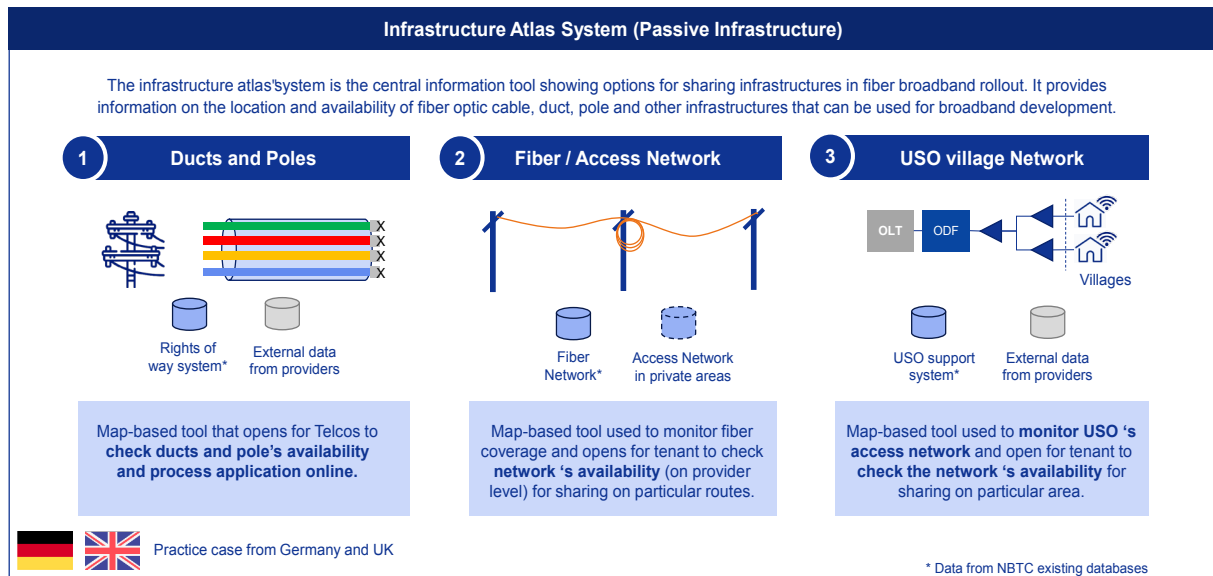 Infrastructure Atlas System (Passive Infrastructure)
The infrastructure atlas'system is the central information tool showing options for sharing infrastructures in fiber broadband rollout. It provides
information on the location and availability of fiber optic cable, duct, pole and other infrastructures that can be used for broadband development.
1 Ducts and Poles
X
X
X
X
Rights of
way system*
External data
from providers
Map-based tool that opens for Telcos to
check ducts and pole's availability
and process application online.
2 Fiber / Access Network
Fiber
Network*
Access Network
in private areas
Map-based tool used to monitor fiber
coverage and opens for tenant to check
network ‘s availability (on provider
level) for sharing on particular routes.
3 USO village Network
OLT
ODF
Villages
USO support
system*
External data
from providers
Map-based tool used to monitor USO ‘s
access network and open for tenant to
check the network ‘s availability for
sharing on particular area.
Practice case from Germany and UK
* Data from NBTC existing databases